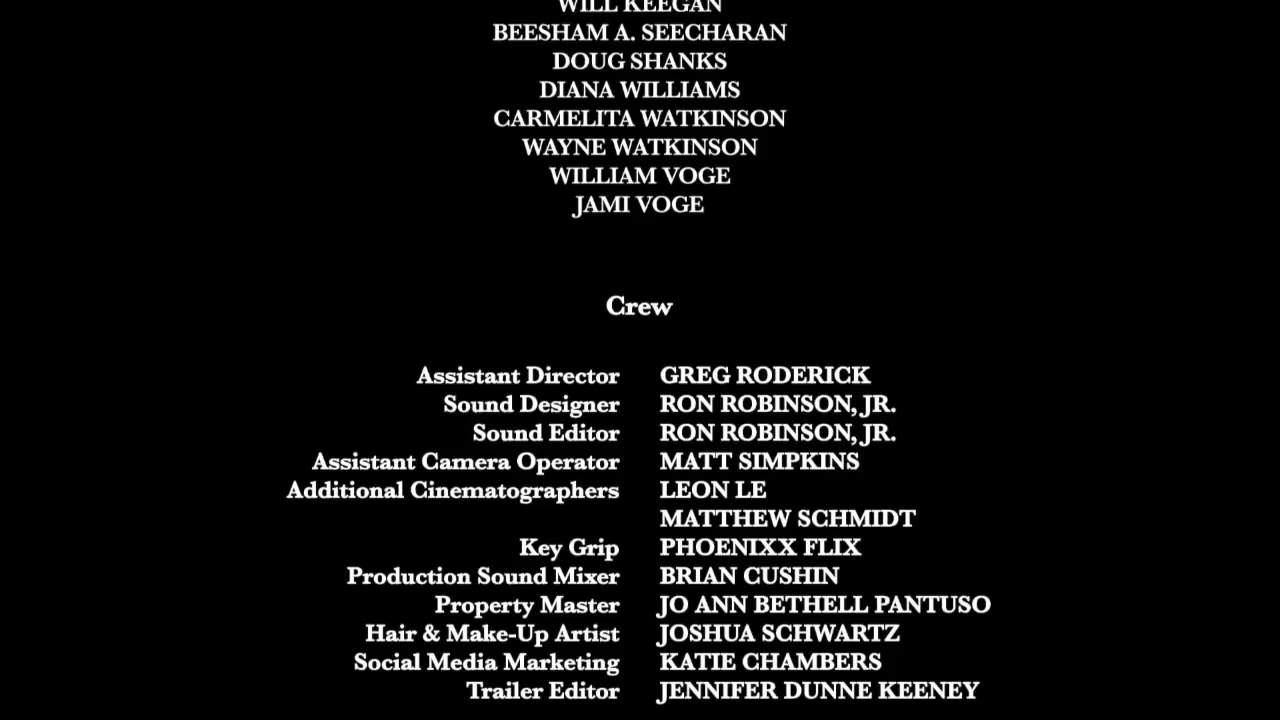 WILL KEEGAN
BEESHAM A. SEECHARAN
DOUG SHANKS
DIANA WILLIAMS
CARMELITA WATKINSON
WAYNE WATKINSON
WILLIAM VOGE
JAMI VOGE
Crew
Assistant Director GREG RODERICK
Sound Designer RON ROBINSON, JR.
Sound Editor RON ROBINSON, JR.
Assistant Camera Operator MATT SIMPKINS
Additional Cinematographers LEON LE
MATTHEW SCHMIDT
Key Grip PHOENIXX FLIX
Production Sound Mixer BRIAN CUSHIN
Property Master JO ANN BETHELL PANTUSO
Hair & Make-Up Artist JOSHUA SCHWARTZ
Social Media Marketing KATIE CHAMBERS
Trailer Editor JENNIFER DUNNE KEENEY